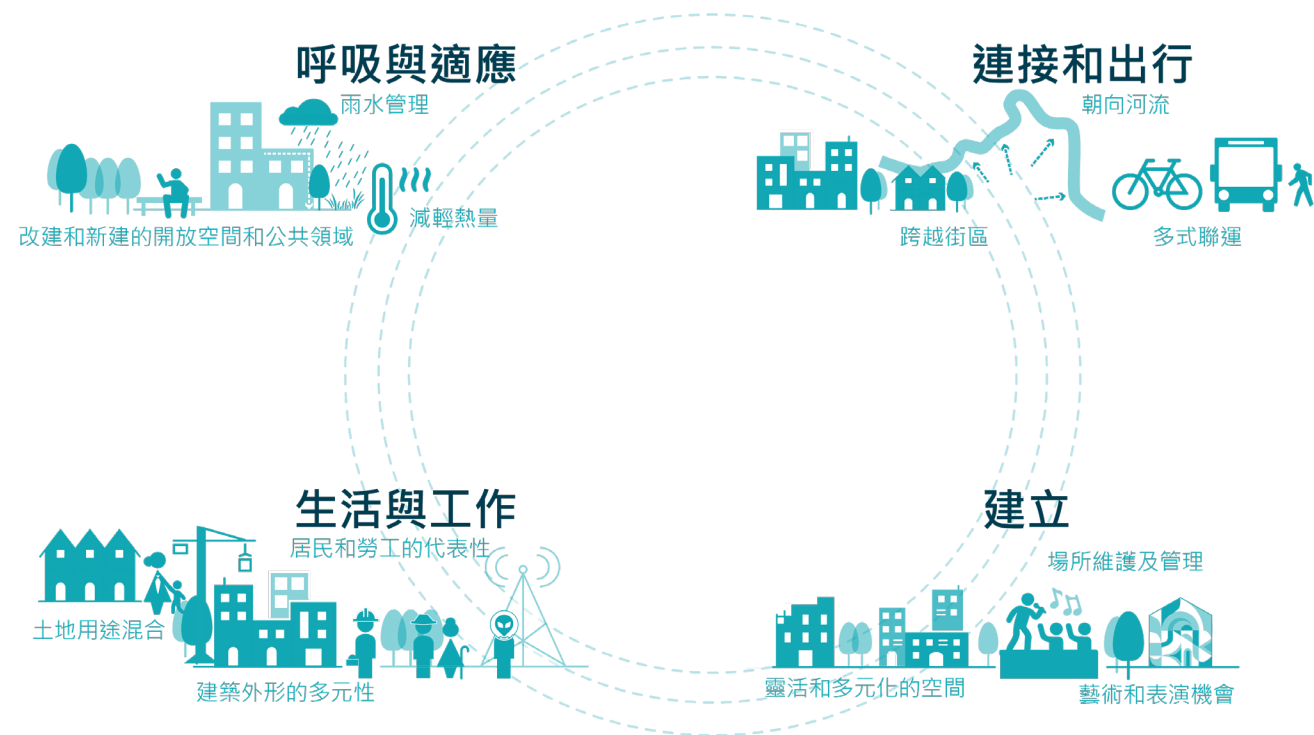 呼吸與適應
雨水管理
減輕熱量
改建和新建的開放空間和公共領域
連接和出行
朝向河流
跨越街區
多式聯運
生活與工作
居民和勞工的代表性
土地用途混合
建築外形的多元性
建立
場所維護及管理
靈活和多元化的空間
藝術和表演機會